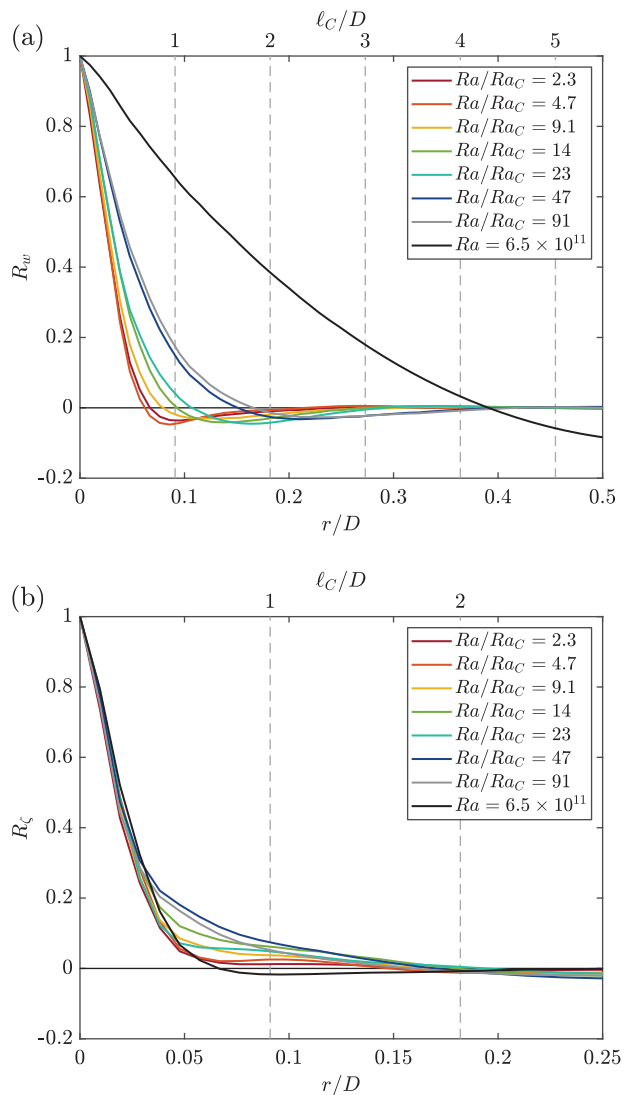 (a)
ℓ_C/D
1 2 3 4 5
1
0.8
0.6
0.4
0.2
0
-0.2
R_w
Ra/Ra_C = 2.3
Ra/Ra_C = 4.7
Ra/Ra_C = 9.1
Ra/Ra_C = 14
Ra/Ra_C = 23
Ra/Ra_C = 47
Ra/Ra_C = 91
Ra = 6.5 × 10^11
0 0.1 0.2 0.3 0.4 0.5
r/D
(b)
ℓ_C/D
1 2
1
0.8
0.6
0.4
0.2
0
-0.2
R_ζ
Ra/Ra_C = 2.3
Ra/Ra_C = 4.7
Ra/Ra_C = 9.1
Ra/Ra_C = 14
Ra/Ra_C = 23
Ra/Ra_C = 47
Ra/Ra_C = 91
Ra = 6.5 × 10^11
0 0.05 0.1 0.15 0.2 0.25
r/D